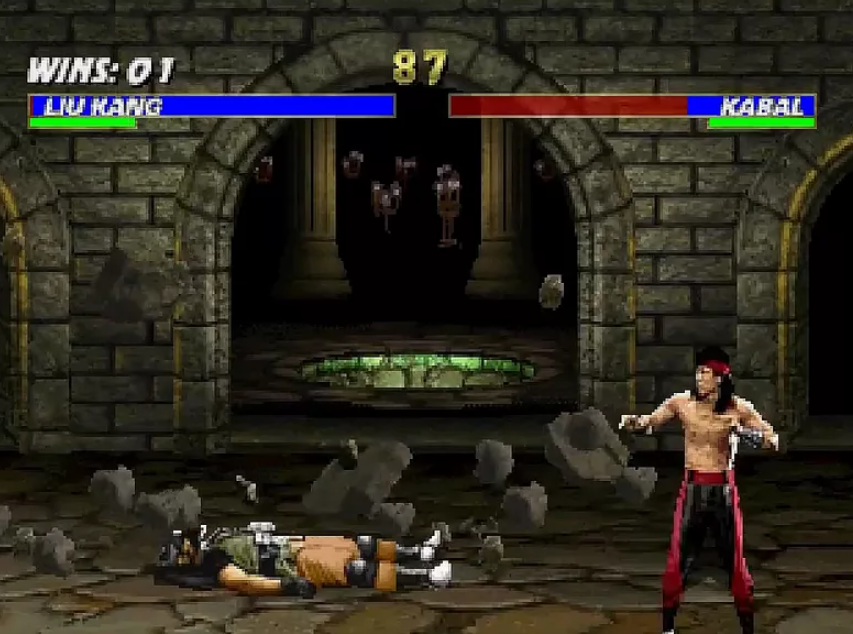 WINS: 01
87
LIU KANG
KABAL